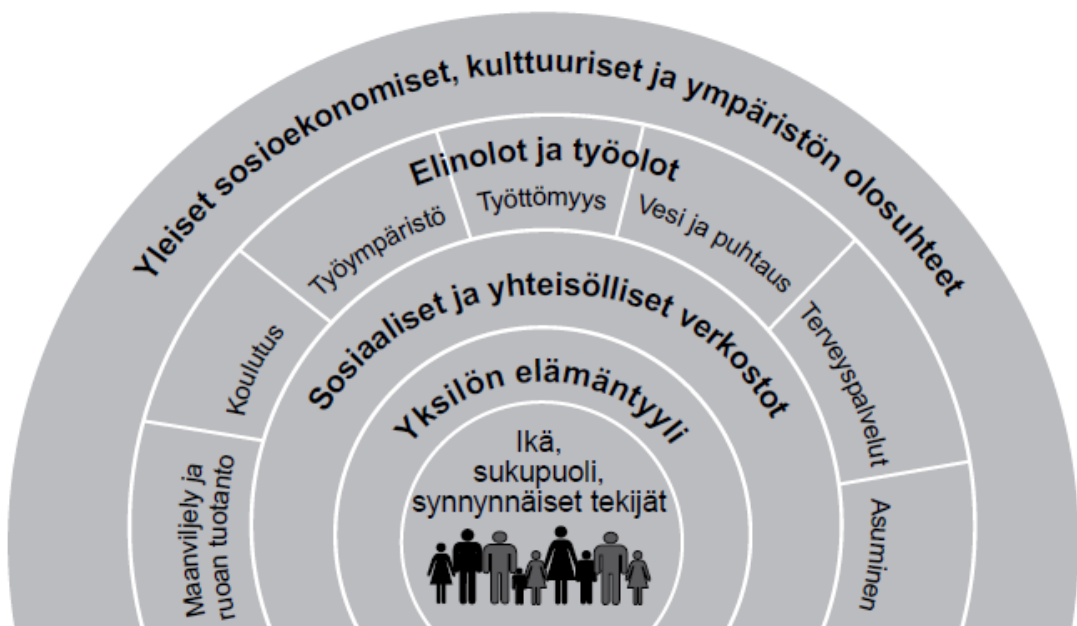 Yleiset sosioekonomiset, kulttuuriset ja ympäristön olosuhteet
Elinolot ja työolot
Maanviljely ja
ruoan tuotanto
Koulutus
Työympäristö
Työttömyys
Vesi ja puhtaus
Terveyspalvelut
Asuminen
Sosiaaliset ja yhteisölliset verkostot
Yksilön elämäntyyli
Ikä,
sukupuoli,
synnynnäiset tekijät